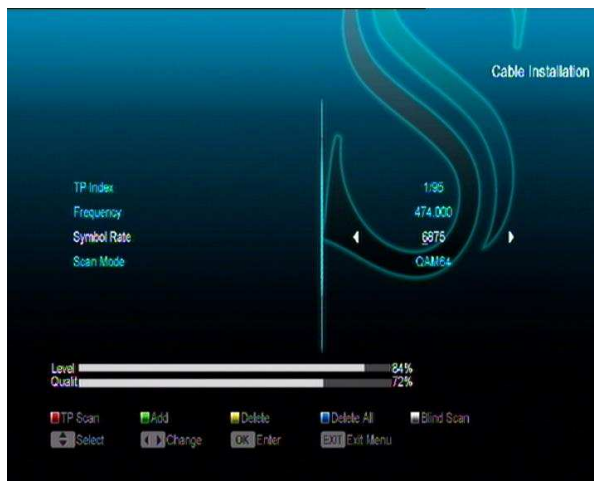 Cable Installation
TP Index 1/95
Frequency 474.000
Symbol Rate 6875
Scan Mode QAM64
Level 84%
Qualit 72%
TP Scan Add Delete Delete All Blind Scan
Select Change OK Enter EXIT Exit Menu